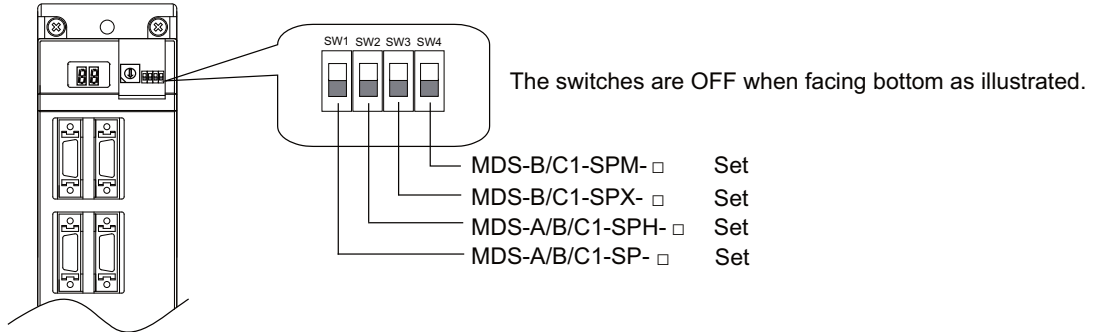 SW1 SW2 SW3 SW4
The switches are OFF when facing bottom as illustrated.
MDS-B/C1-SPM- □ Set
MDS-B/C1-SPX- □ Set
MDS-A/B/C1-SPH- □ Set
MDS-A/B/C1-SP- □ Set